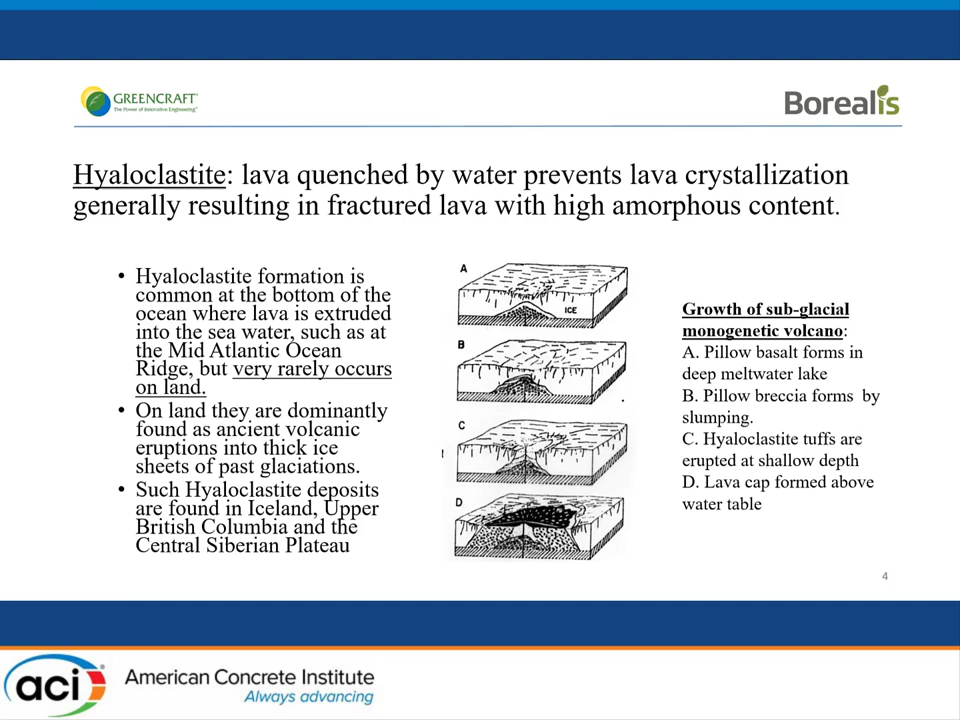 GREENCRAFT
The Power of Innovative Engineering
Borealis
Hyaloclastite: lava quenched by water prevents lava crystallization
generally resulting in fractured lava with high amorphous content.
• Hyaloclastite formation is
common at the bottom of the
ocean where lava is extruded
into the sea water, such as at
the Mid Atlantic Ocean
Ridge, but very rarely occurs
on land.
• On land they are dominantly
found as ancient volcanic
eruptions into thick ice
sheets of past glaciations.
• Such Hyaloclastite deposits
are found in Iceland, Upper
British Columbia and the
Central Siberian Plateau
A
ICE
B
C
D
Growth of sub-glacial
monogenetic volcano:
A. Pillow basalt forms in
deep meltwater lake
B. Pillow breccia forms by
slumping.
C. Hyaloclastite tuffs are
erupted at shallow depth
D. Lava cap formed above
water table
4
aci
American Concrete Institute
Always advancing